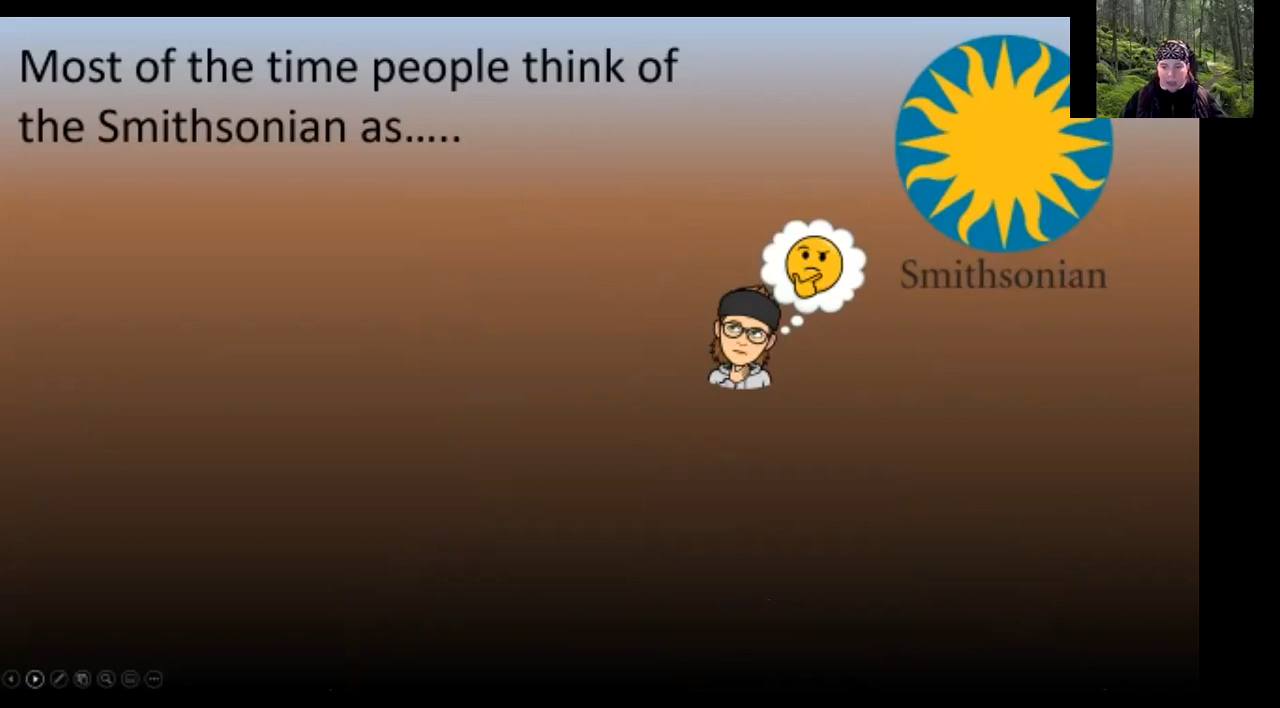 Most of the time people think of
the Smithsonian as.....
Smithsonian